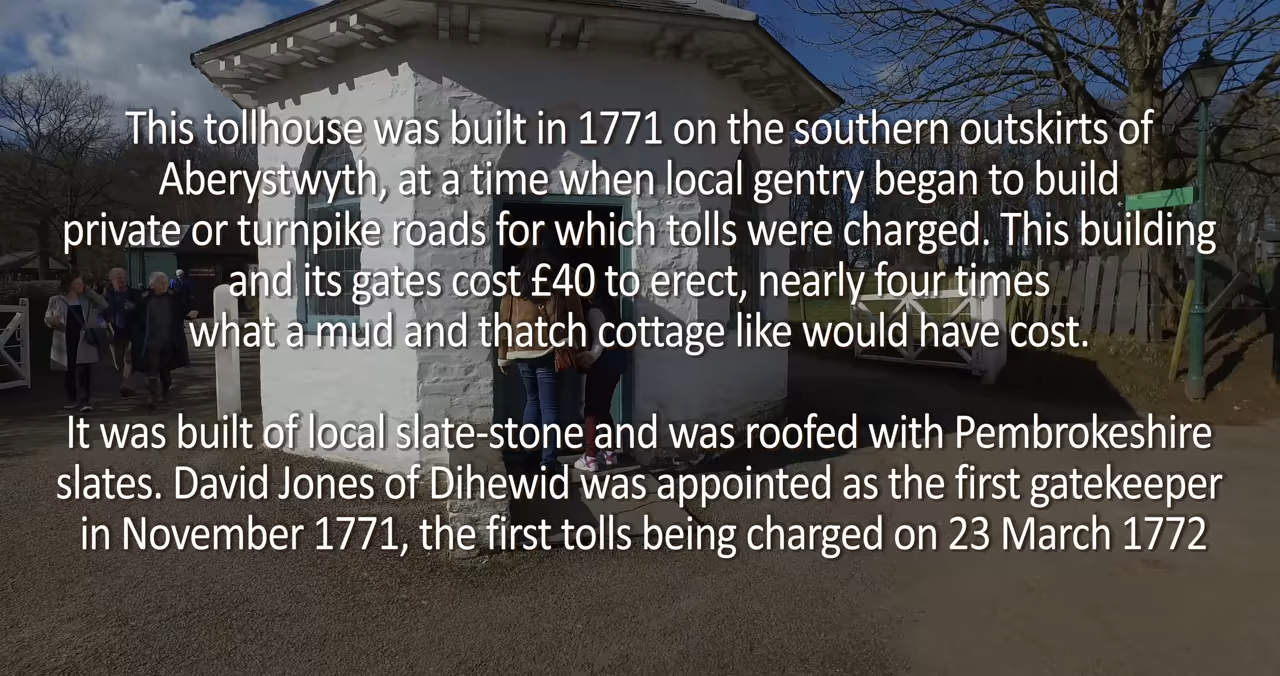 This tollhouse was built in 1771 on the southern outskirts of
Aberystwyth, at a time when local gentry began to build
private or turnpike roads for which tolls were charged. This building
and its gates cost £40 to erect, nearly four times
what a mud and thatch cottage like would have cost.
It was built of local slate-stone and was roofed with Pembrokeshire
slates. David Jones of Dihewid was appointed as the first gatekeeper
in November 1771, the first tolls being charged on 23 March 1772